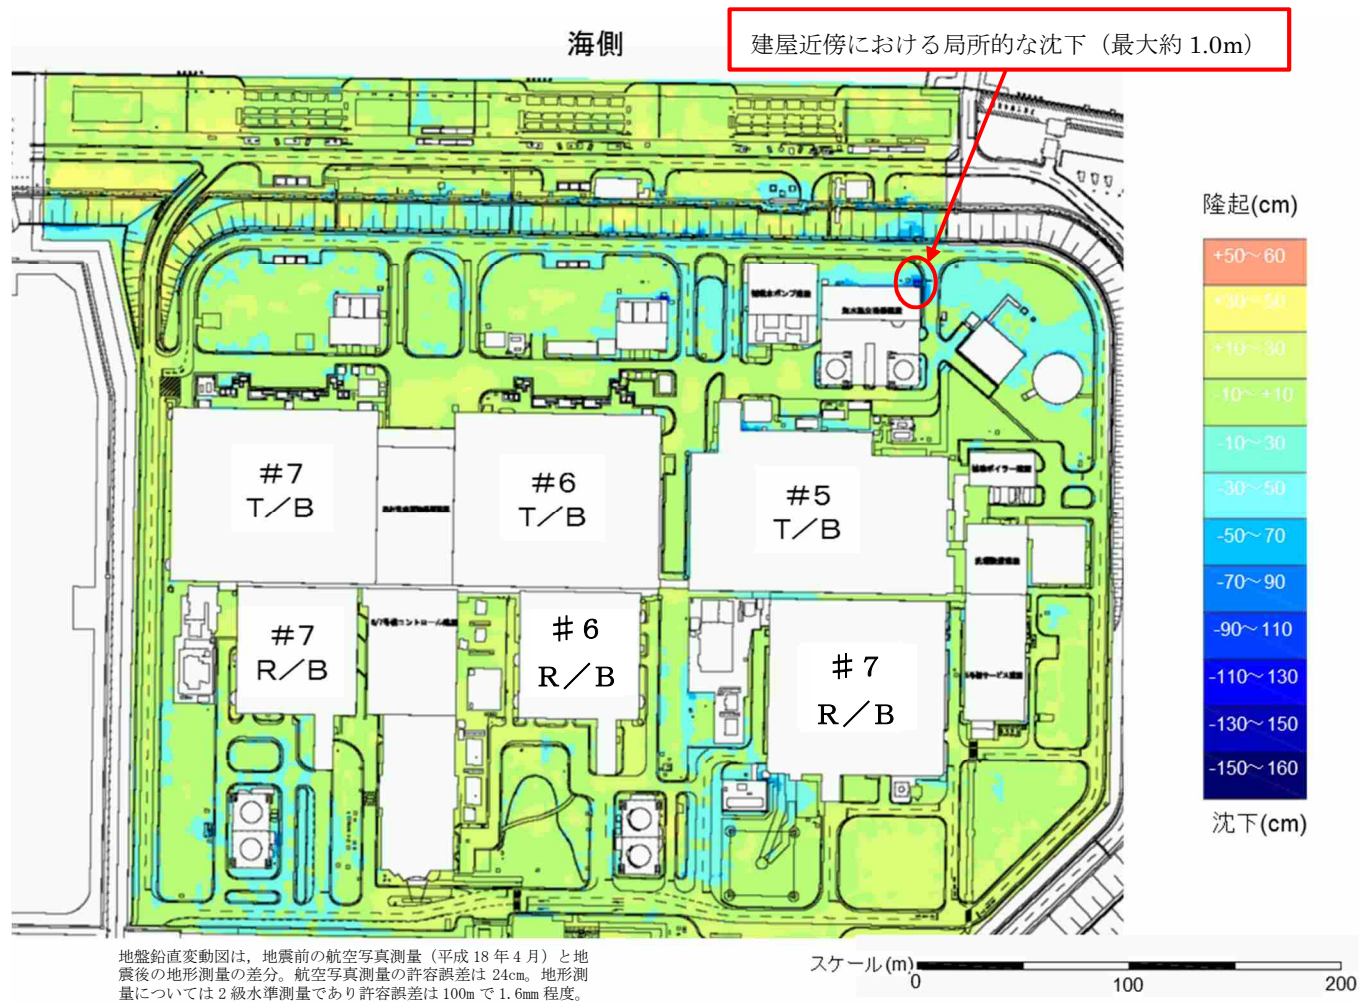 海側
建屋近傍における局所的な沈下（最大約 1.0m）
隆起(cm)
+50～60
+30～50
+10～30
-10～+10
-10～30
-30～50
-50～70
-70～90
-90～110
-110～130
-130～150
-150～160
沈下(cm)
＃7
T／B
＃6
T／B
＃5
T／B
＃7
R／B
＃6
R／B
＃7
R／B
地盤鉛直変動図は，地震前の航空写真測量（平成 18 年 4 月）と地
震後の地形測量の差分。航空写真測量の許容誤差は 24cm。地形測
量については 2 級水準測量であり許容誤差は 100m で 1.6mm 程度。
スケール(m)
0
100
200